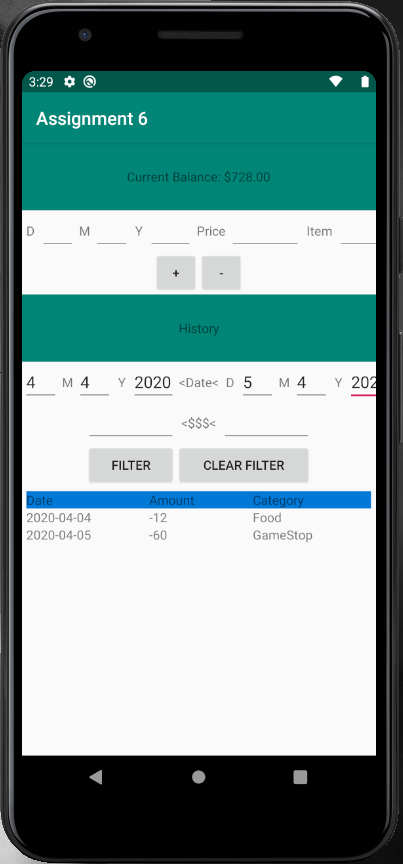 3:29
Assignment 6
Current Balance: $728.00
D M Y Price Item
+ -
History
4 M 4 Y 2020 <Date< D 5 M 4 Y 202
<$$$<
FILTER CLEAR FILTER
Date Amount Category
2020-04-04 -12 Food
2020-04-05 -60 GameStop